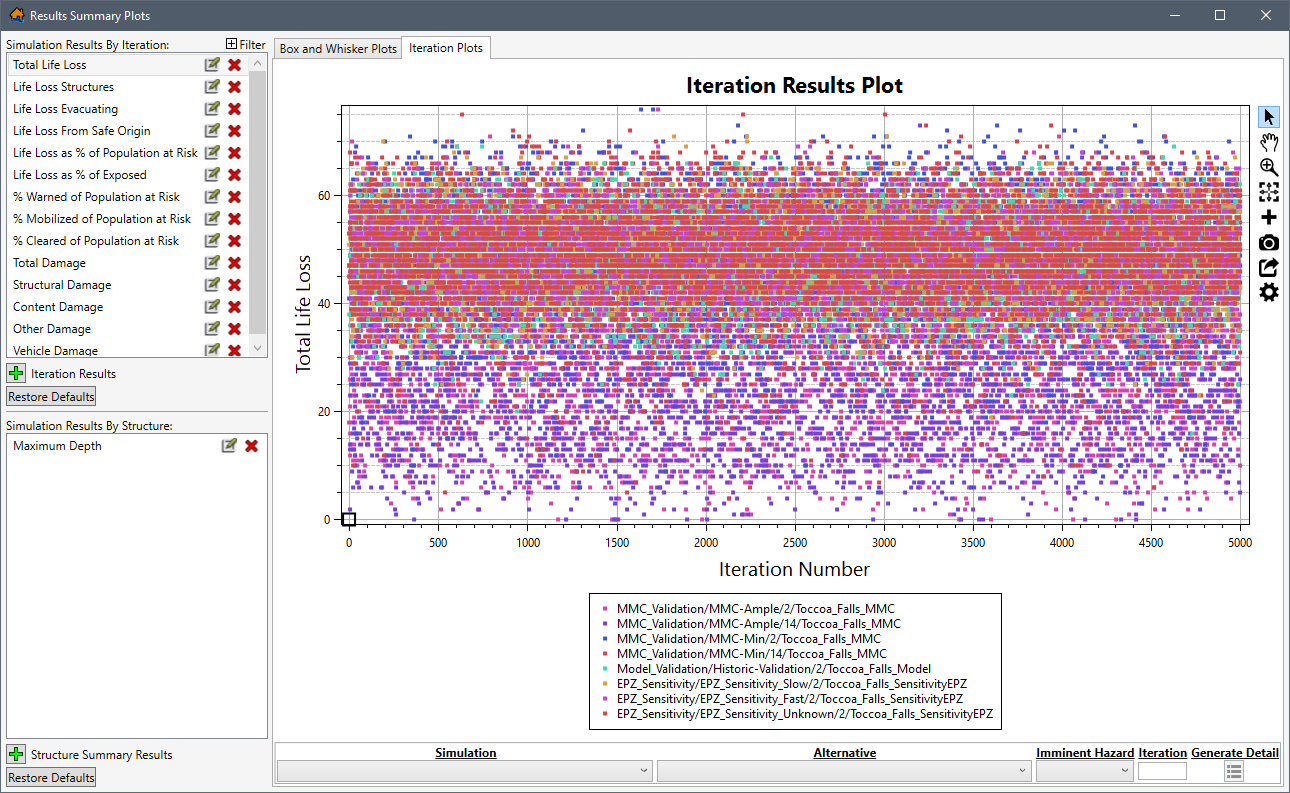 Results Summary Plots
Simulation Results By Iteration:
Filter
Total Life Loss
Life Loss Structures
Life Loss Evacuating
Life Loss From Safe Origin
Life Loss as % of Population at Risk
Life Loss as % of Exposed
% Warned of Population at Risk
% Mobilized of Population at Risk
% Cleared of Population at Risk
Total Damage
Structural Damage
Content Damage
Other Damage
Vehicle Damage
Iteration Results
Restore Defaults
Simulation Results By Structure:
Maximum Depth
Structure Summary Results
Restore Defaults
Box and Whisker Plots
Iteration Plots
Iteration Results Plot
Total Life Loss
60
40
20
0
0 500 1000 1500 2000 2500 3000 3500 4000 4500 5000
Iteration Number
MMC_Validation/MMC-Ample/2/Toccoa_Falls_MMC
MMC_Validation/MMC-Ample/14/Toccoa_Falls_MMC
MMC_Validation/MMC-Min/2/Toccoa_Falls_MMC
MMC_Validation/MMC-Min/14/Toccoa_Falls_MMC
Model_Validation/Historic-Validation/2/Toccoa_Falls_Model
EPZ_Sensitivity/EPZ_Sensitivity_Slow/2/Toccoa_Falls_SensitivityEPZ
EPZ_Sensitivity/EPZ_Sensitivity_Fast/2/Toccoa_Falls_SensitivityEPZ
EPZ_Sensitivity/EPZ_Sensitivity_Unknown/2/Toccoa_Falls_SensitivityEPZ
Simulation Alternative Imminent Hazard Iteration Generate Detail